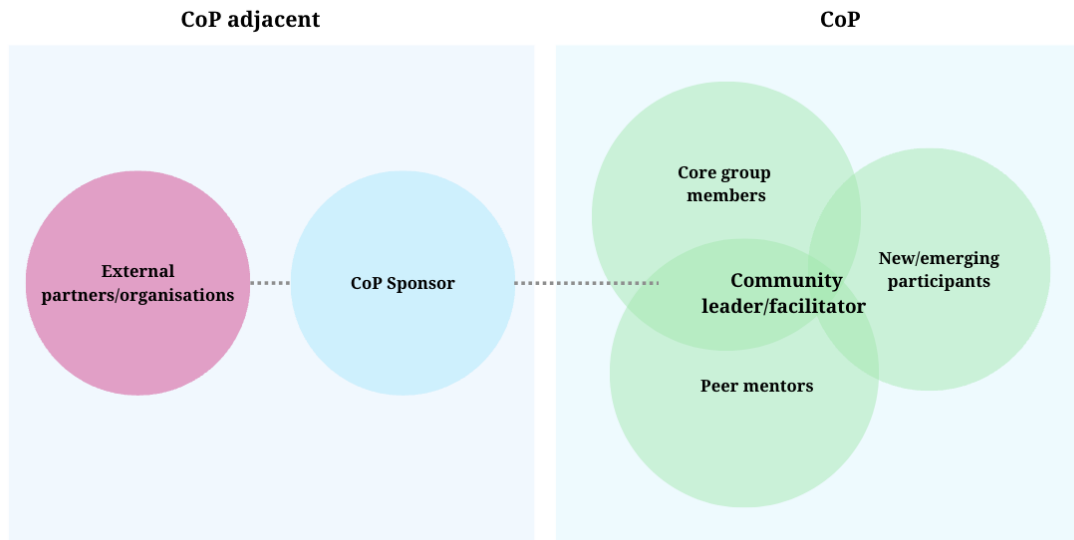 CoP adjacent
CoP
External
partners/organisations
CoP Sponsor
Core group
members
New/emerging
participants
Community
leader/facilitator
Peer mentors